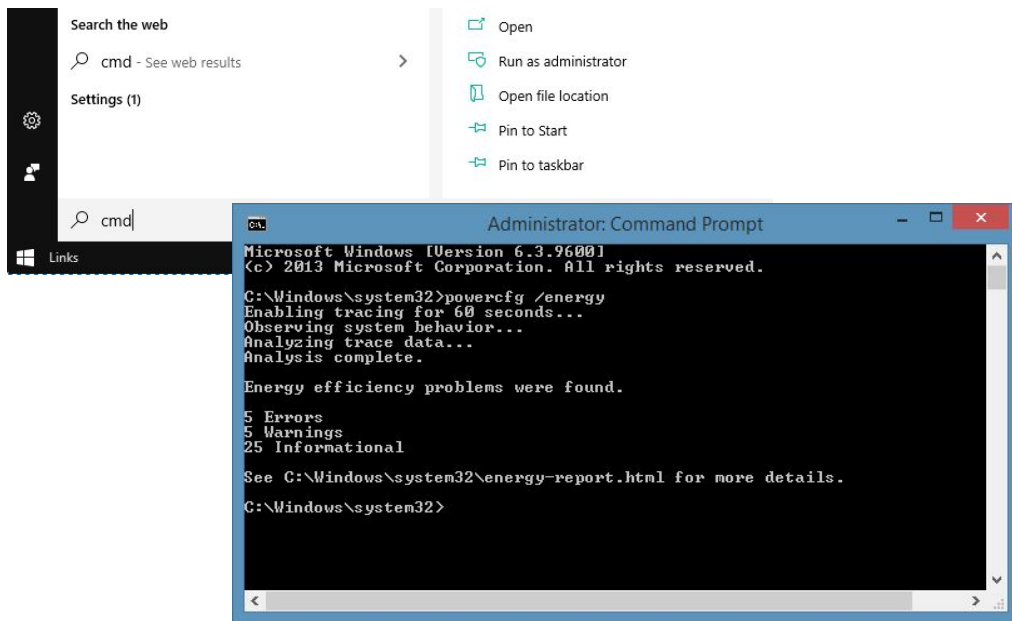 Search the web
cmd - See web results
Settings (1)
cmd
Links
Open
Run as administrator
Open file location
Pin to Start
Pin to taskbar
C:\.
Administrator: Command Prompt
Microsoft Windows [Version 6.3.9600]
(c) 2013 Microsoft Corporation. All rights reserved.
C:\Windows\system32>powercfg /energy
Enabling tracing for 60 seconds...
Observing system behavior...
Analyzing trace data...
Analysis complete.
Energy efficiency problems were found.
5 Errors
5 Warnings
25 Informational
See C:\Windows\system32\energy-report.html for more details.
C:\Windows\system32>